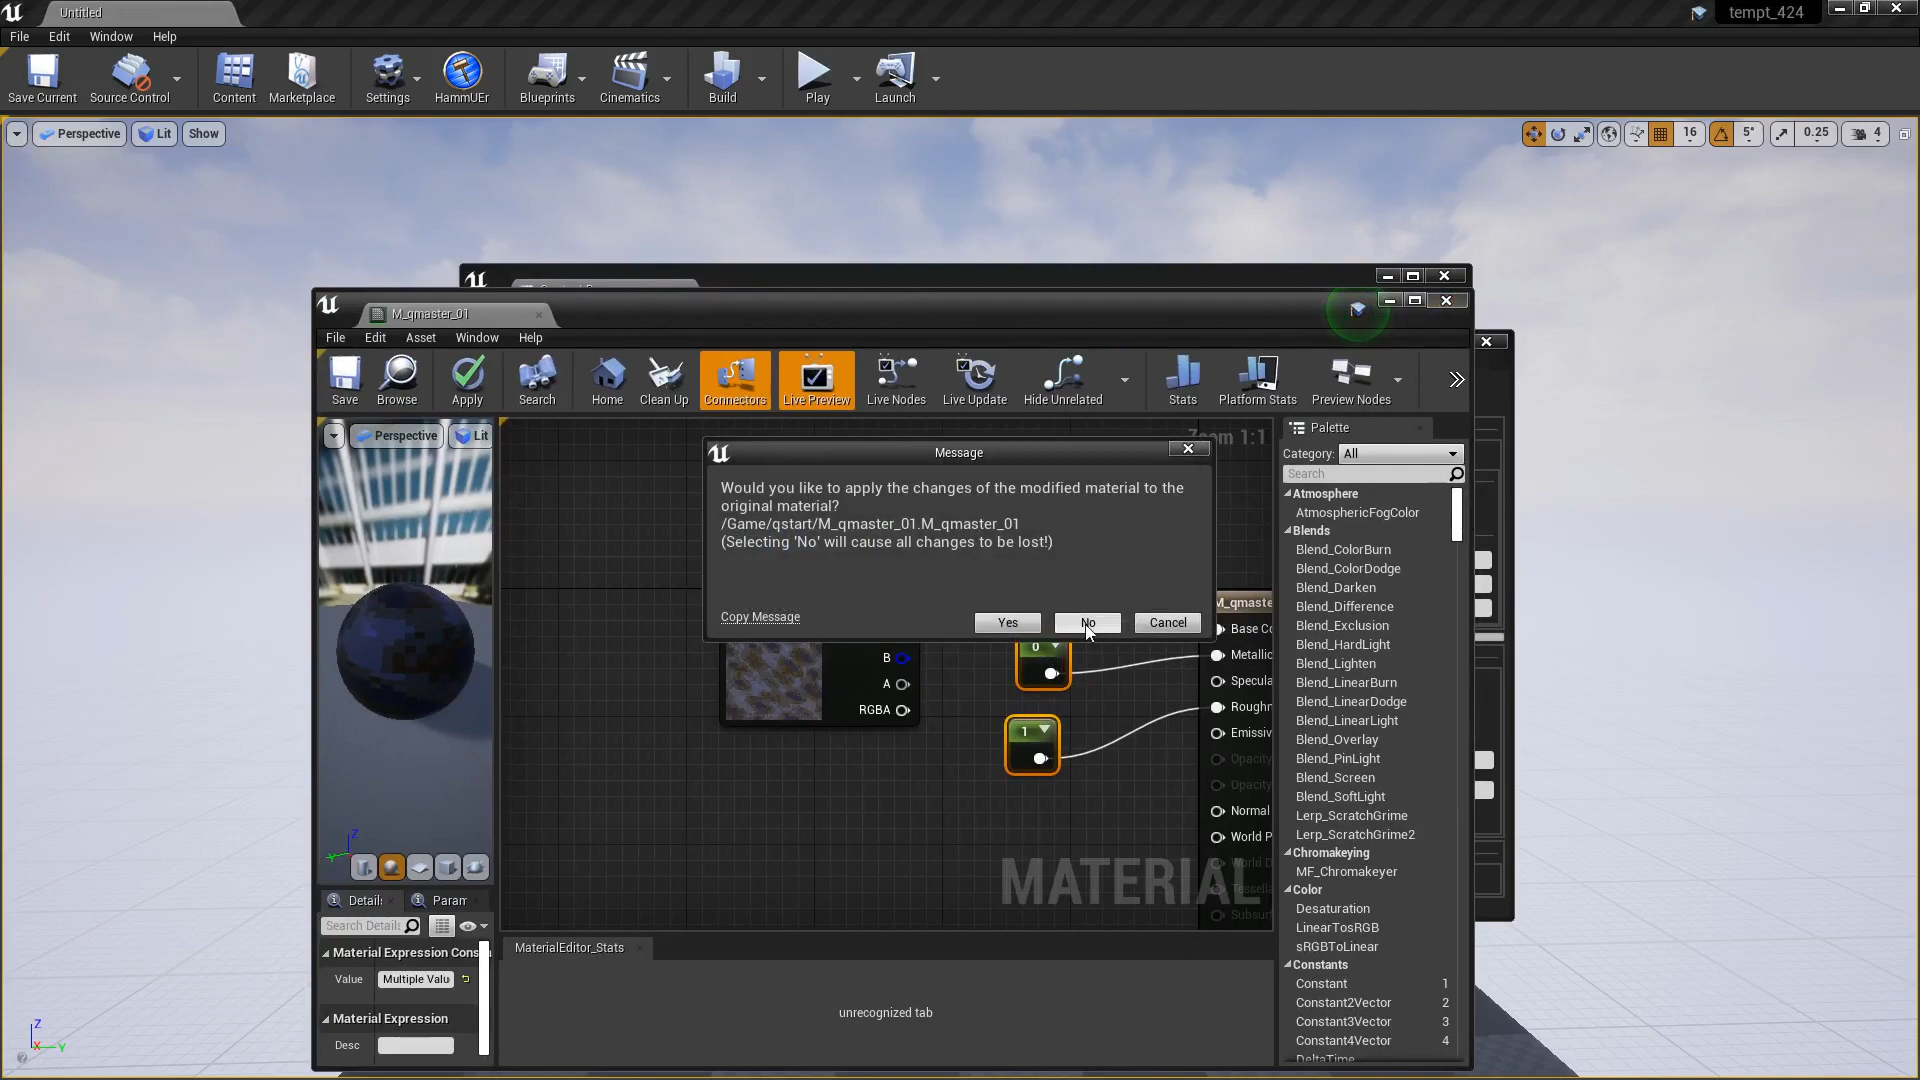 Untitled
tempt_424
File Edit Window Help
Save Current Source Control Content Marketplace Settings HammUEr Blueprints Cinematics Build Play Launch
Perspective Lit Show
16 5° 0.25 4
M_qmaster_01
File Edit Asset Window Help
Save Browse Apply Search Home Clean Up Connectors Live Preview Live Nodes Live Update Hide Unrelated Stats Platform Stats Preview Nodes
Perspective Lit
Zoom 1:1
Message
Would you like to apply the changes of the modified material to the
original material?
/Game/qstart/M_qmaster_01.M_qmaster_01
(Selecting 'No' will cause all changes to be lost!)
Copy Message
Yes No Cancel
B
A
RGBA
0
1
M_qmaste
Base Co
Metallic
Specula
Roughn
Emissiv
Opacity
Opacity
Normal
World P
World D
Tessella
Subsurf
MATERIAL
Palette
Category: All
Search
Atmosphere
AtmosphericFogColor
Blends
Blend_ColorBurn
Blend_ColorDodge
Blend_Darken
Blend_Difference
Blend_Exclusion
Blend_HardLight
Blend_Lighten
Blend_LinearBurn
Blend_LinearDodge
Blend_LinearLight
Blend_Overlay
Blend_PinLight
Blend_Screen
Blend_SoftLight
Lerp_ScratchGrime
Lerp_ScratchGrime2
Chromakeying
MF_Chromakeyer
Color
Desaturation
LinearTosRGB
sRGBToLinear
Constants
Constant 1
Constant2Vector 2
Constant3Vector 3
Constant4Vector 4
DeltaTime
Z
Y
Details Param
Search Details
Material Expression Cons
Value Multiple Valu
Material Expression
Desc
MaterialEditor_Stats
unrecognized tab
Z
X
Y